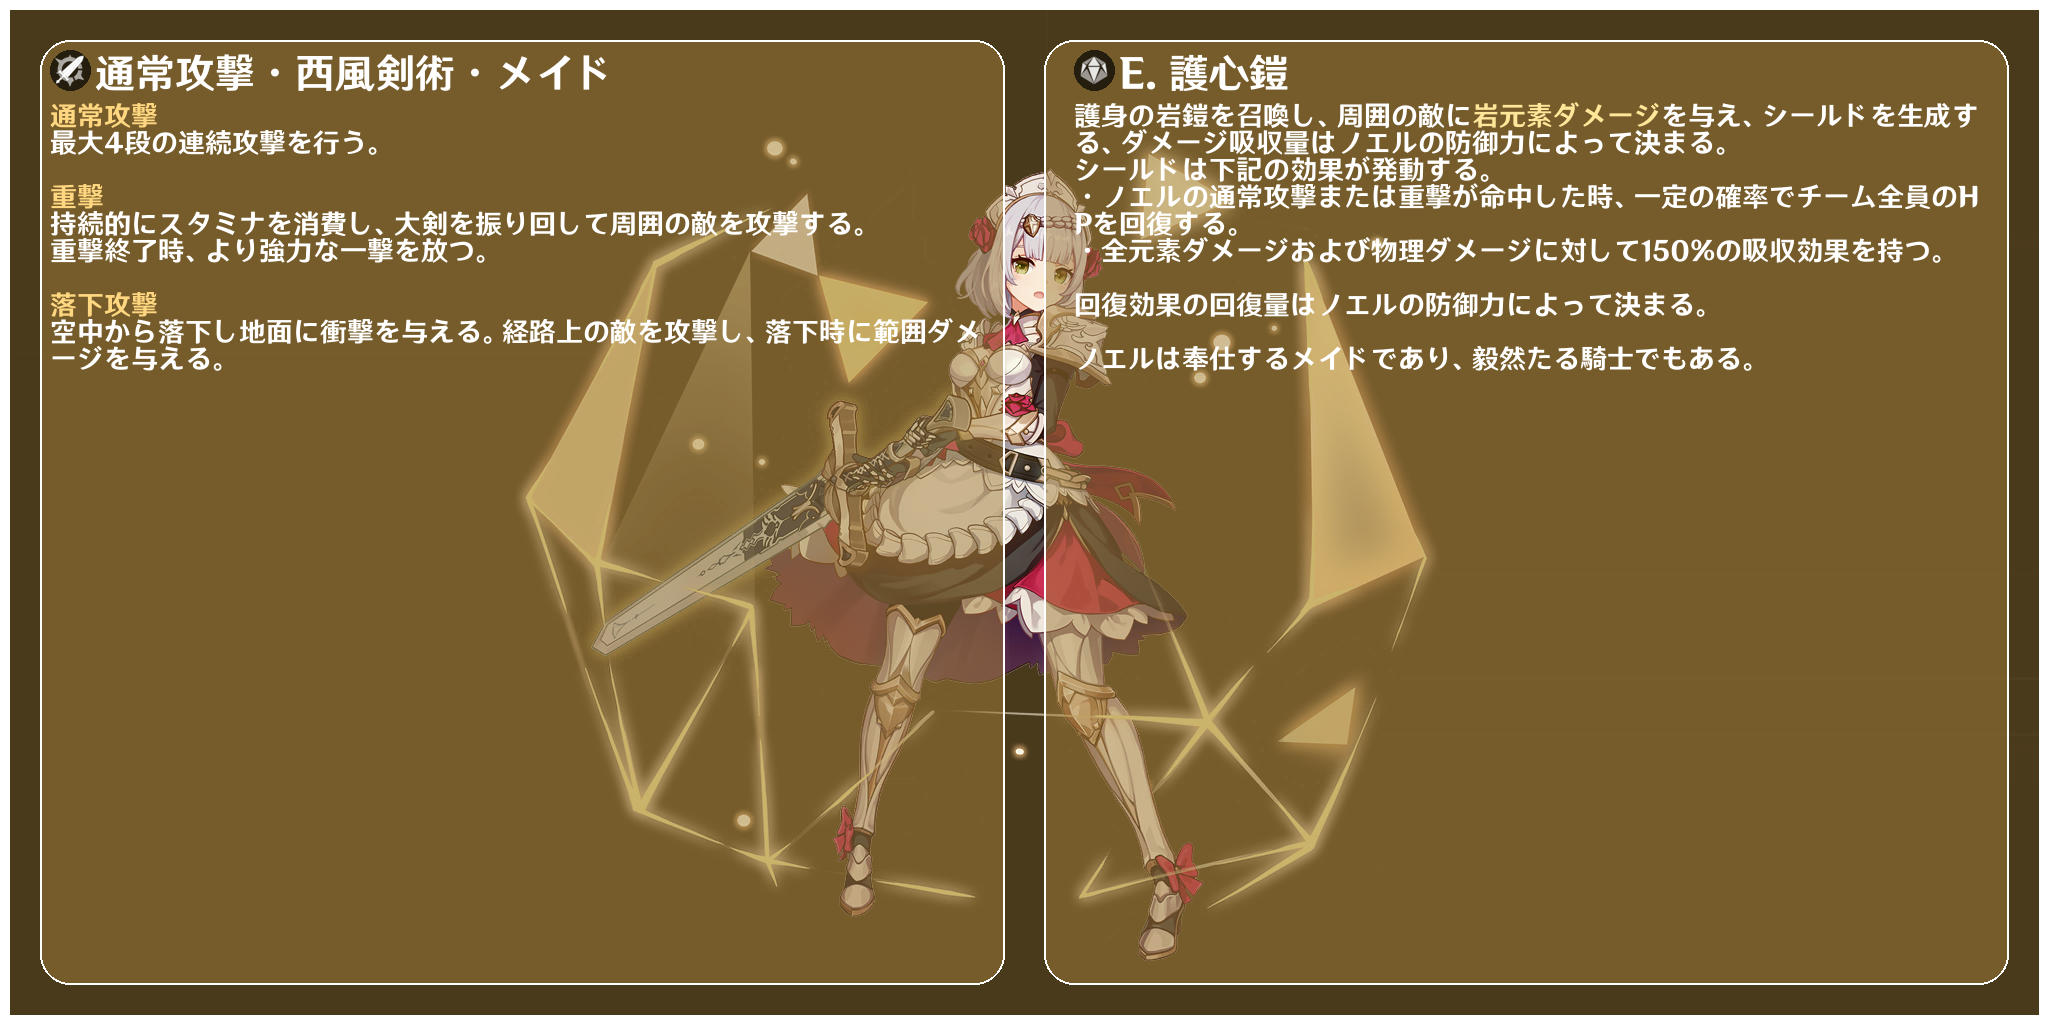 通常攻撃・西風剣術・メイド
通常攻撃
最大4段の連続攻撃を行う。
重撃
持続的にスタミナを消費し、大剣を振り回して周囲の敵を攻撃する。
重撃終了時、より強力な一撃を放つ。
落下攻撃
空中から落下し地面に衝撃を与える。経路上の敵を攻撃し、落下時に範囲ダメ
ージを与える。
E. 護心鎧
護身の岩鎧を召喚し、周囲の敵に岩元素ダメージを与え、シールドを生成す
る、ダメージ吸収量はノエルの防御力によって決まる。
シールドは下記の効果が発動する。
・ノエルの通常攻撃または重撃が命中した時、一定の確率でチーム全員のH
Pを回復する。
・全元素ダメージおよび物理ダメージに対して150%の吸収効果を持つ。
回復効果の回復量はノエルの防御力によって決まる。
ノエルは奉仕するメイドであり、毅然たる騎士でもある。